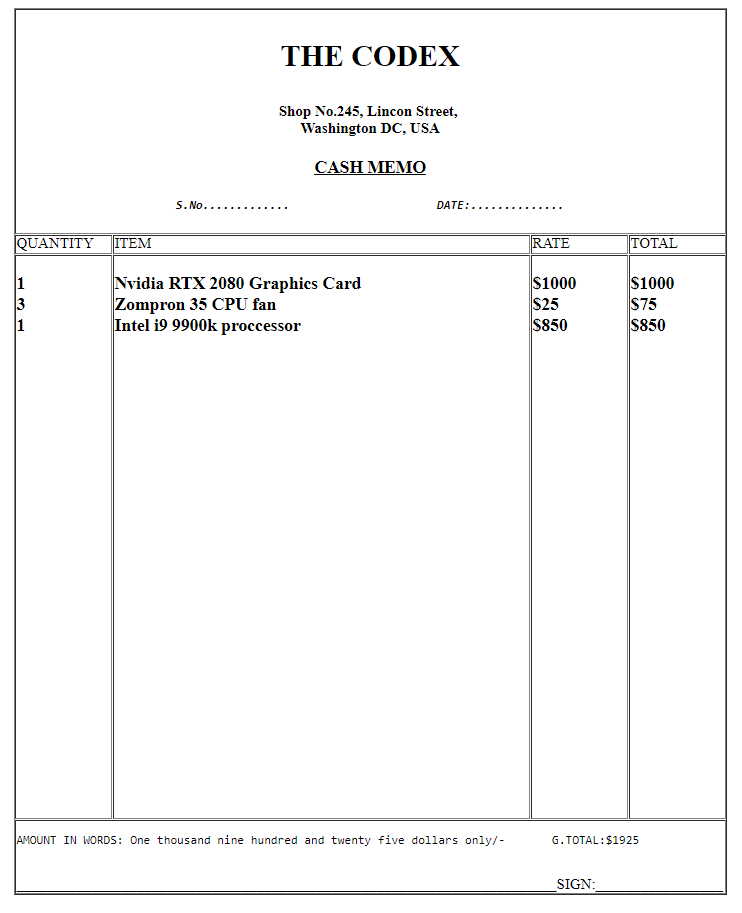 THE CODEX
Shop No.245, Lincon Street,
Washington DC, USA
CASH MEMO
S.No............. DATE:..............
QUANTITY ITEM RATE TOTAL
1 Nvidia RTX 2080 Graphics Card $1000 $1000
3 Zompron 35 CPU fan $25 $75
1 Intel i9 9900k proccessor $850 $850
AMOUNT IN WORDS: One thousand nine hundred and twenty five dollars only/- G.TOTAL:$1925
SIGN: